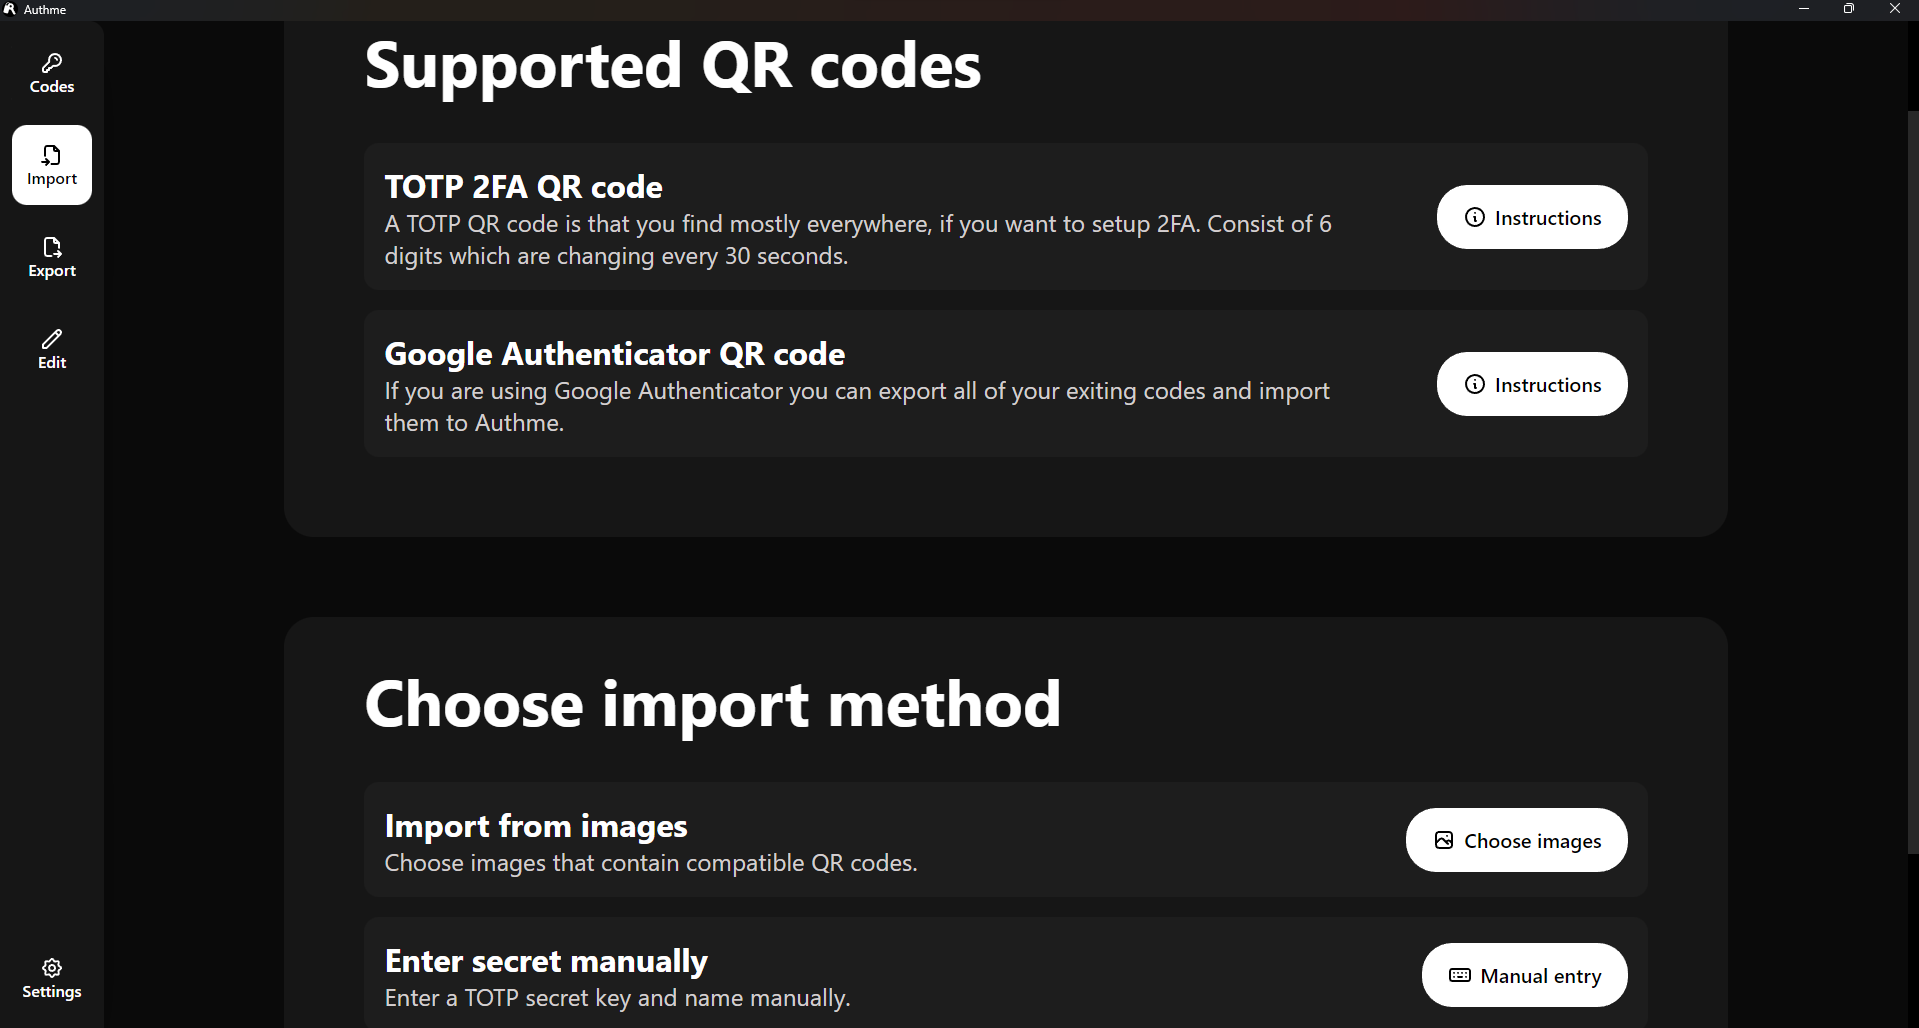 Authme
Codes
Import
Export
Edit
Settings
Supported QR codes
TOTP 2FA QR code
A TOTP QR code is that you find mostly everywhere, if you want to setup 2FA. Consist of 6
digits which are changing every 30 seconds.
Instructions
Google Authenticator QR code
If you are using Google Authenticator you can export all of your exiting codes and import
them to Authme.
Instructions
Choose import method
Import from images
Choose images that contain compatible QR codes.
Choose images
Enter secret manually
Enter a TOTP secret key and name manually.
Manual entry